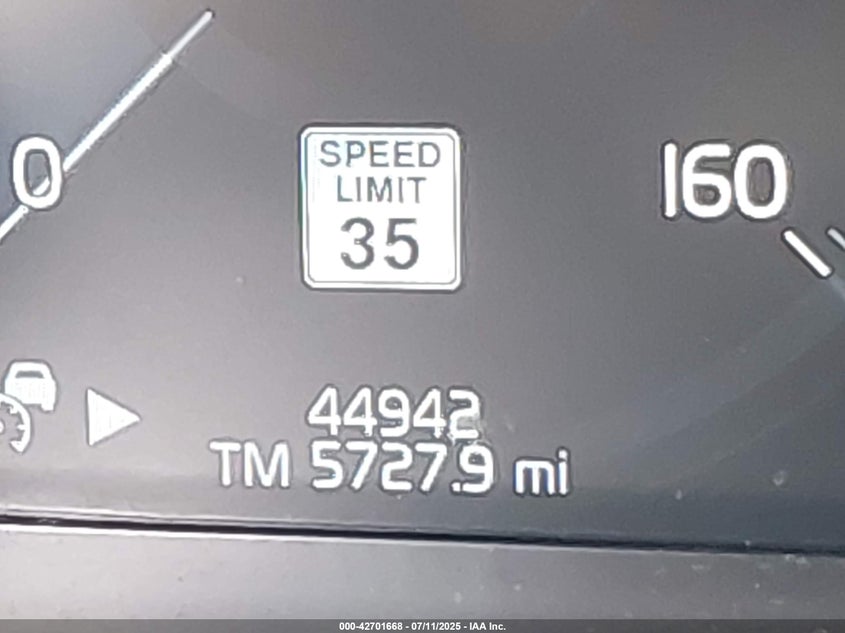 0
SPEED
LIMIT
35
160
44942
TM 5727.9 mi
000-42701668 - 07/11/2025 - IAA Inc.